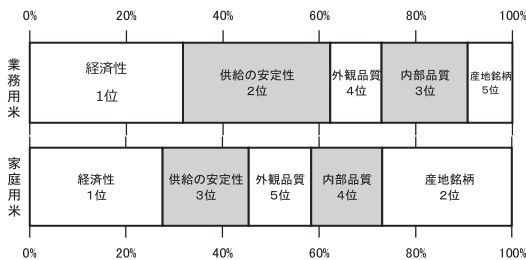 0% 20% 40% 60% 80% 100%
業務用米
経済性
1位
供給の安定性
2位
外観品質
4位
内部品質
3位
産地銘柄
5位
家庭用米
経済性
1位
供給の安定性
3位
外観品質
5位
内部品質
4位
産地銘柄
2位
0% 20% 40% 60% 80% 100%